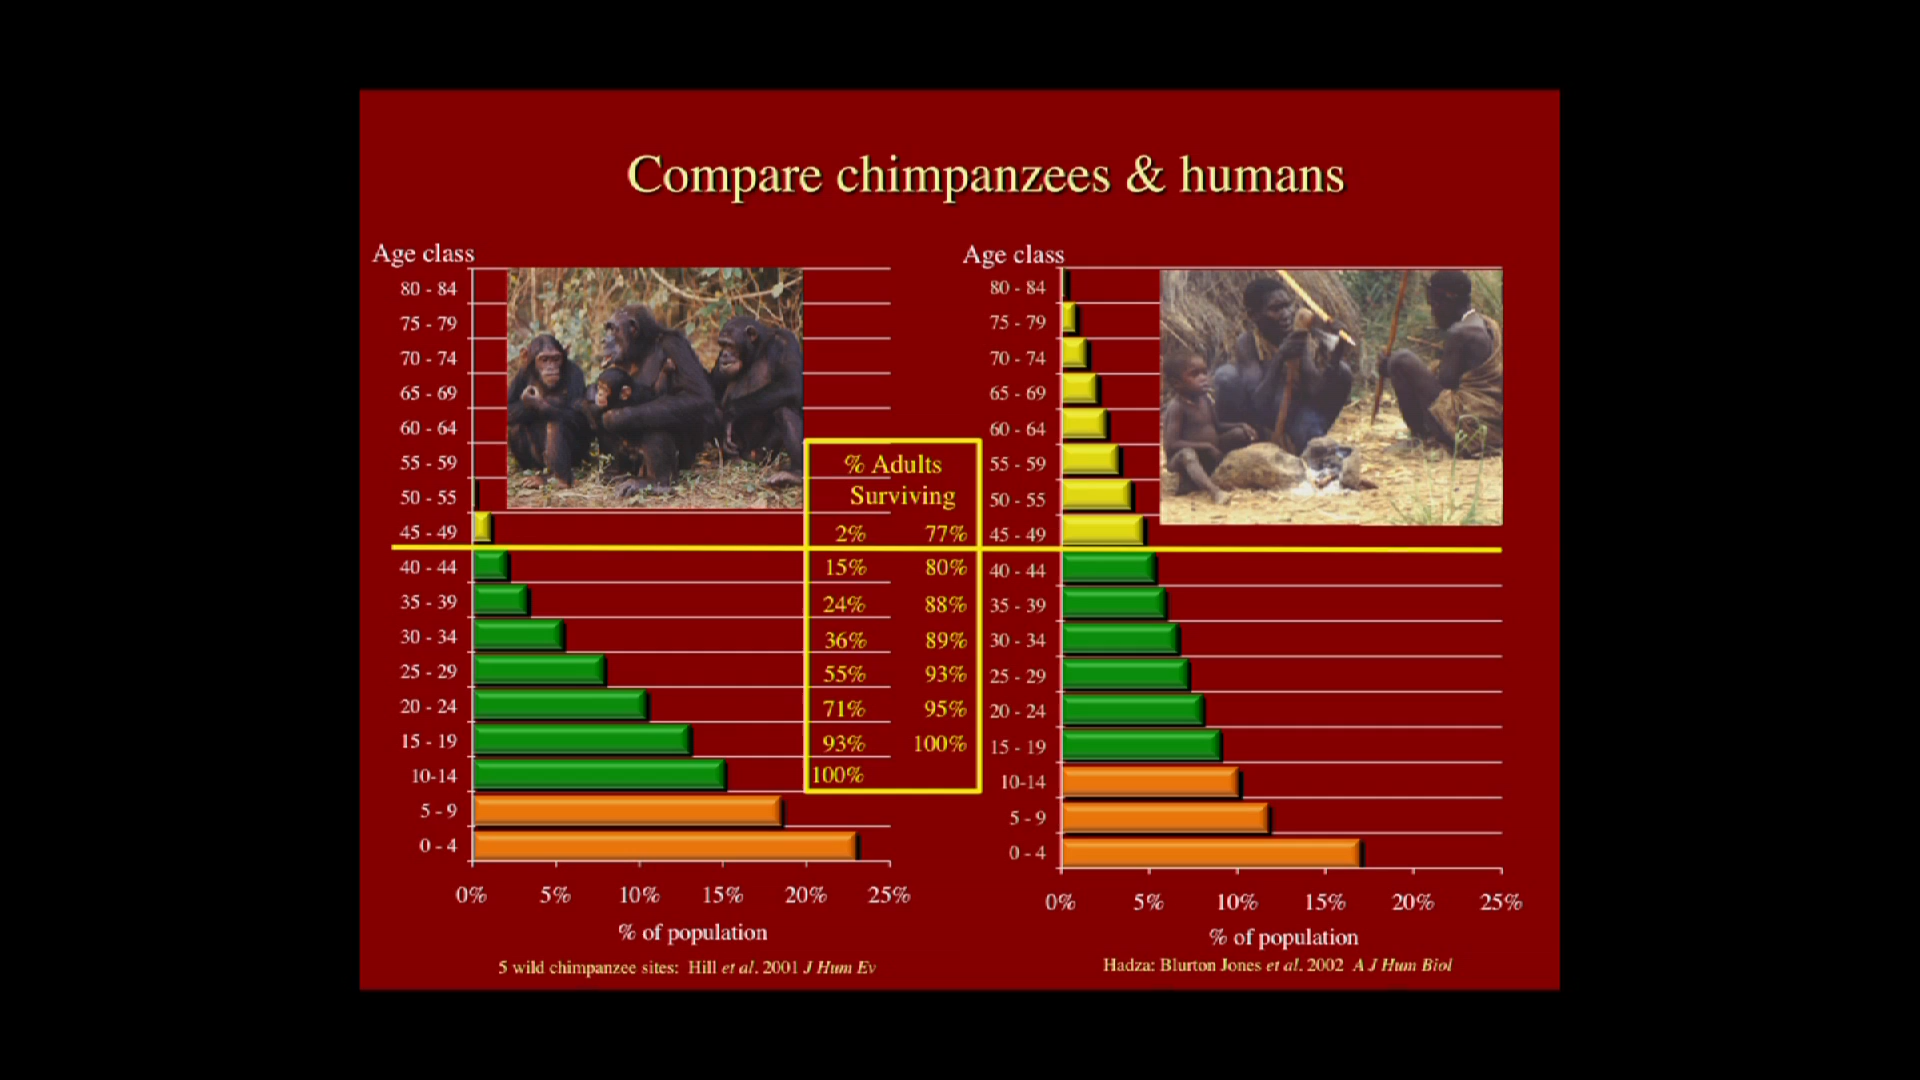 Compare chimpanzees & humans
Age class
80 - 84
75 - 79
70 - 74
65 - 69
60 - 64
55 - 59
50 - 55
45 - 49
40 - 44
35 - 39
30 - 34
25 - 29
20 - 24
15 - 19
10-14
5 - 9
0 - 4
0% 5% 10% 15% 20% 25%
% of population
5 wild chimpanzee sites: Hill et al. 2001 J Hum Ev
% Adults
Surviving
2% 77%
15% 80%
24% 88%
36% 89%
55% 93%
71% 95%
93% 100%
100%
Age class
80 - 84
75 - 79
70 - 74
65 - 69
60 - 64
55 - 59
50 - 55
45 - 49
40 - 44
35 - 39
30 - 34
25 - 29
20 - 24
15 - 19
10-14
5 - 9
0 - 4
0% 5% 10% 15% 20% 25%
% of population
Hadza: Blurton Jones et al. 2002 A J Hum Biol